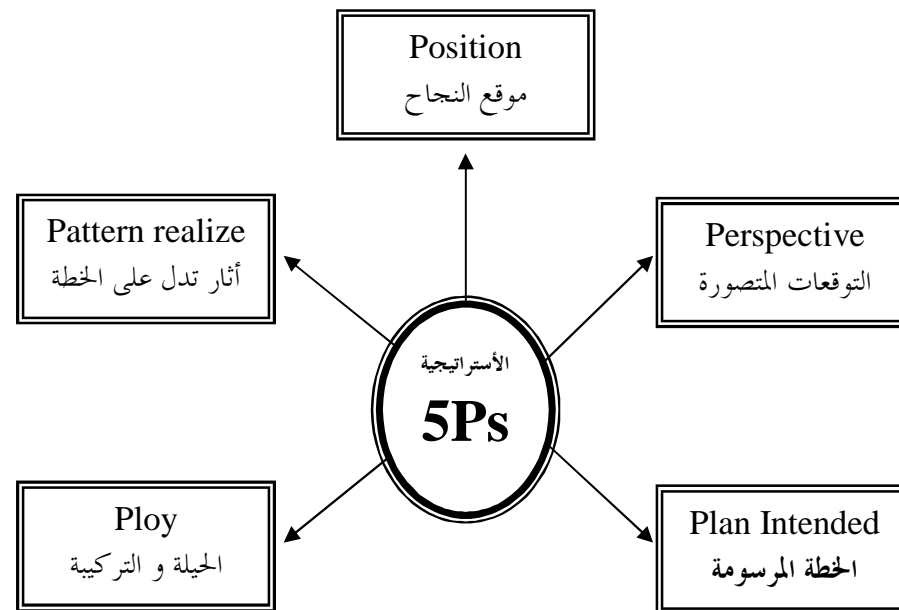 Position
موقع النجاح
Pattern realize
أثار تدل على الخطة
Perspective
التوقعات المتصورة
الأستراتيجية
5Ps
Ploy
الحيلة و التركيبة
Plan Intended
الخطة المرسومة